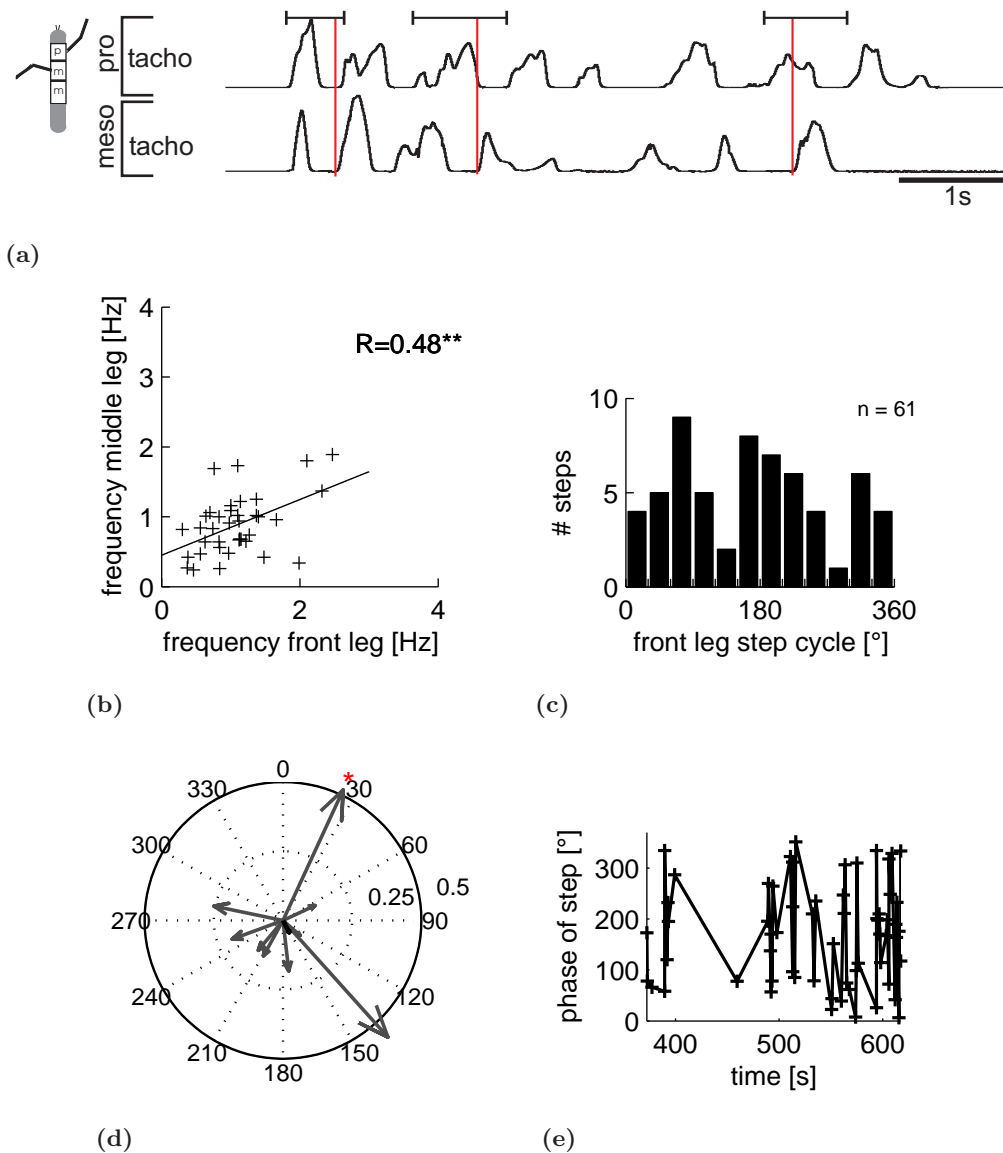 p
m
m
pro
tacho
meso
tacho
1s
(a)
frequency middle leg [Hz]
4
3
2
1
0
0 2 4
frequency front leg [Hz]
R=0.48**
(b)
# steps
10
5
0
n = 61
0 180 360
front leg step cycle [°]
(c)
0
*
30
60
90
120
150
180
210
240
270
300
330
0.25
0.5
(d)
phase of step [°]
300
200
100
0
400 500 600
time [s]
(e)